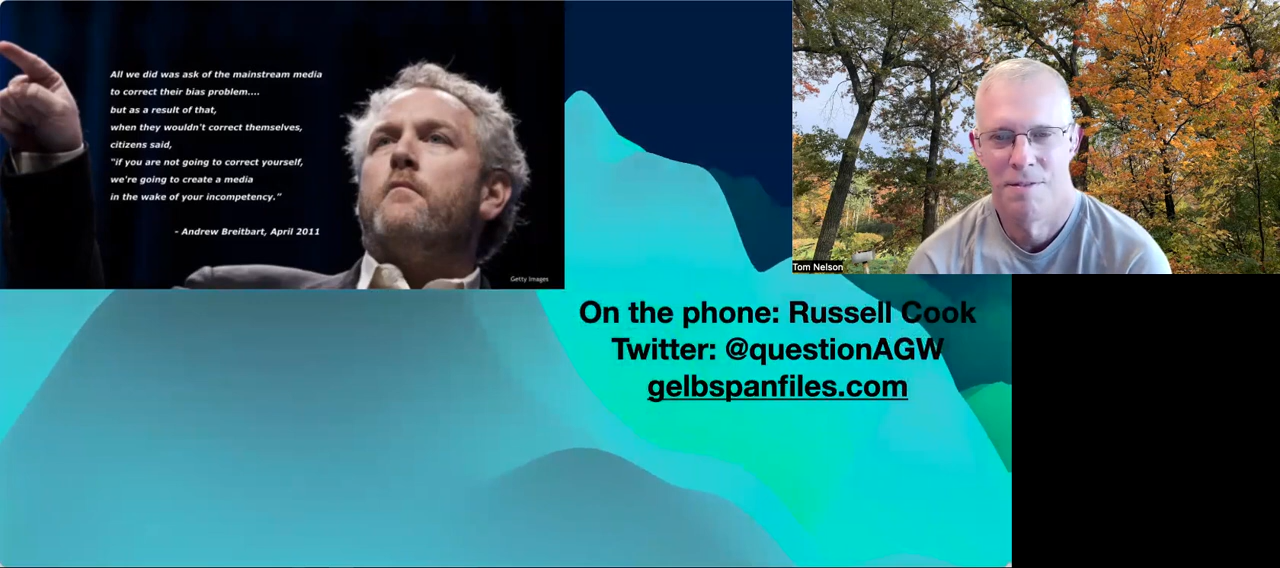 All we did was ask of the mainstream media
to correct their bias problem....
but as a result of that,
when they wouldn't correct themselves,
citizens said,
"if you are not going to correct yourself,
we're going to create a media
in the wake of your incompetency."
- Andrew Breitbart, April 2011
Getty Images
Tom Nelson
On the phone: Russell Cook
Twitter: @questionAGW
gelbspanfiles.com